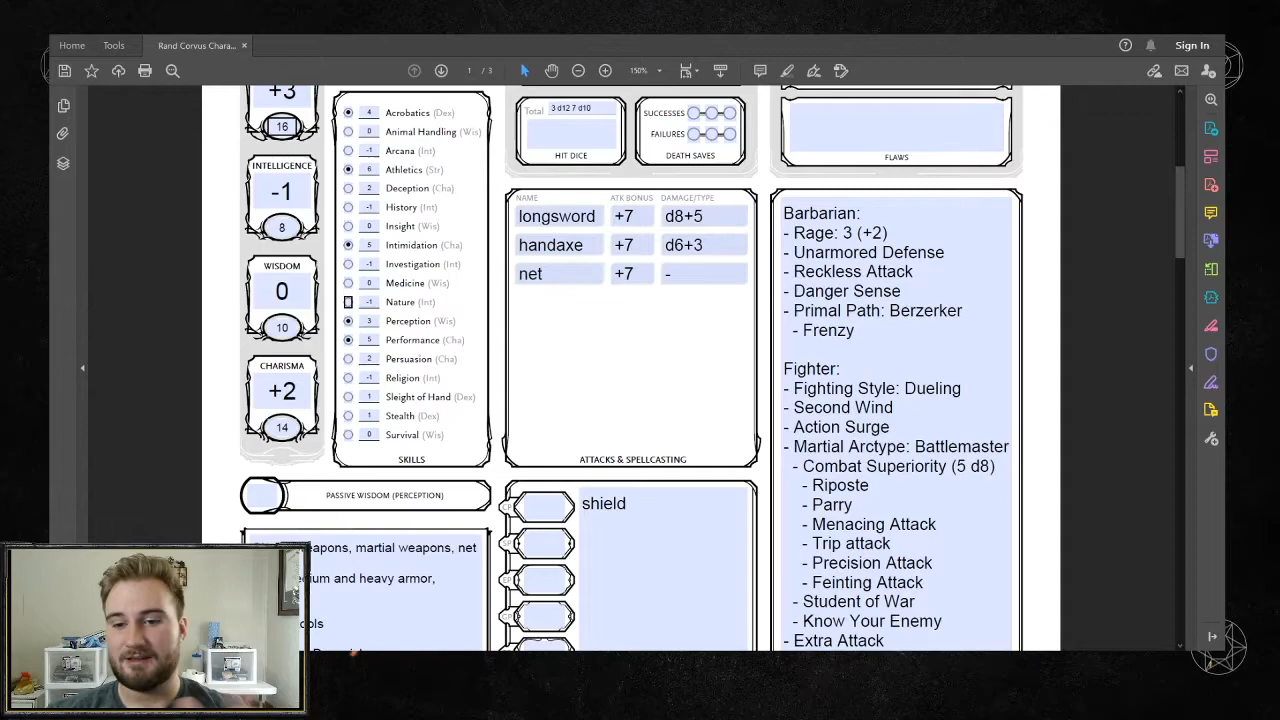 Home Tools Rand Corvus Chara... ×
Sign In
1 / 3
150%
+3
16
INTELLIGENCE
-1
8
WISDOM
0
10
CHARISMA
+2
14
4 Acrobatics (Dex)
0 Animal Handling (Wis)
-1 Arcana (Int)
6 Athletics (Str)
2 Deception (Cha)
-1 History (Int)
0 Insight (Wis)
5 Intimidation (Cha)
-1 Investigation (Int)
0 Medicine (Wis)
-1 Nature (Int)
3 Perception (Wis)
5 Performance (Cha)
2 Persuasion (Cha)
-1 Religion (Int)
1 Sleight of Hand (Dex)
1 Stealth (Dex)
0 Survival (Wis)
SKILLS
PASSIVE WISDOM (PERCEPTION)
weapons, martial weapons, net
medium and heavy armor,
Total 3 d12 7 d10
HIT DICE
SUCCESSES
FAILURES
DEATH SAVES
NAME ATK BONUS DAMAGE/TYPE
longsword +7 d8+5
handaxe +7 d6+3
net +7 -
ATTACKS & SPELLCASTING
CP
SP
EP
GP
shield
FLAWS
Barbarian:
- Rage: 3 (+2)
- Unarmored Defense
- Reckless Attack
- Danger Sense
- Primal Path: Berzerker
- Frenzy
Fighter:
- Fighting Style: Dueling
- Second Wind
- Action Surge
- Martial Arctype: Battlemaster
- Combat Superiority (5 d8)
- Riposte
- Parry
- Menacing Attack
- Trip attack
- Precision Attack
- Feinting Attack
- Student of War
- Know Your Enemy
- Extra Attack